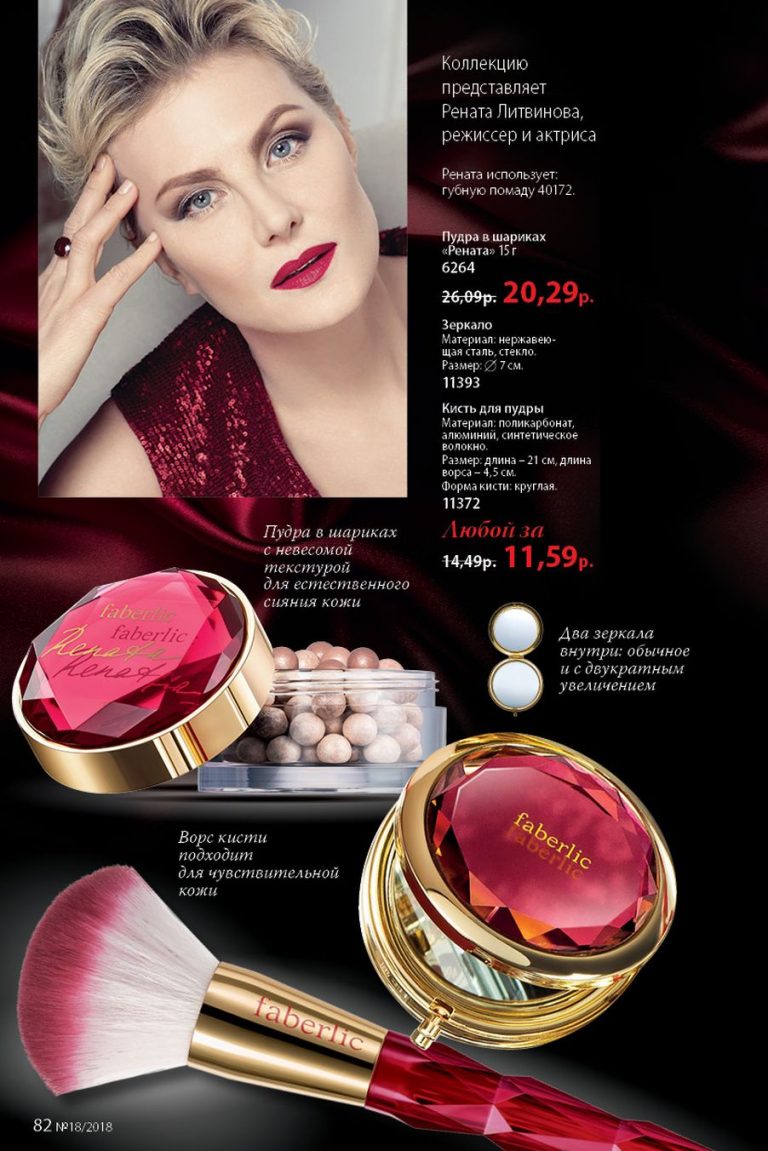 Коллекцию
представляет
Рената Литвинова,
режиссер и актриса
Рената использует:
губную помаду 40172.
Пудра в шариках
«Рената» 15 г
6264
26,09р. 20,29р.
Зеркало
Материал: нержавею-
щая сталь, стекло.
Размер: ∅ 7 см.
11393
Кисть для пудры
Материал: поликарбонат,
алюминий, синтетическое
волокно.
Размер: длина – 21 см, длина
ворса – 4,5 см.
Форма кисти: круглая.
11372
Любой за
14,49р. 11,59р.
Пудра в шариках
с невесомой
текстурой
для естественного
сияния кожи
faberlic
faberlic
Рената
Рената
Два зеркала
внутри: обычное
и с двукратным
увеличением
faberlic
faberlic
Ворс кисти
подходит
для чувствительной
кожи
faberlic
82 №18/2018